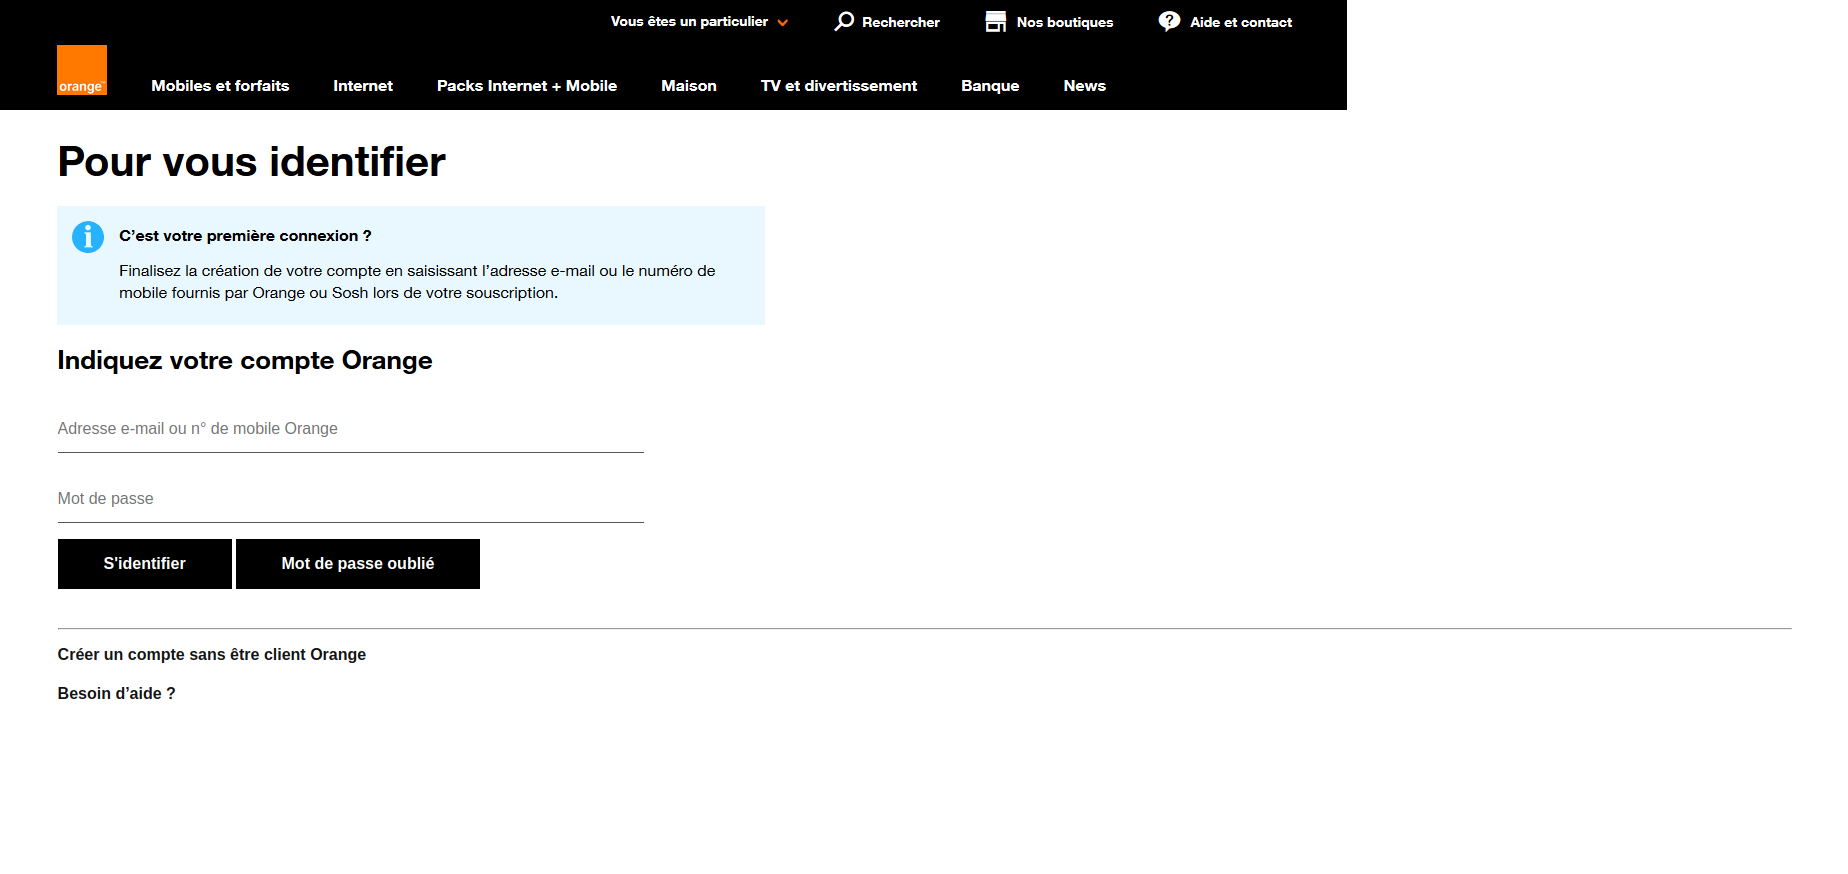 Vous êtes un particulier
Rechercher
Nos boutiques
Aide et contact
orange™
Mobiles et forfaits
Internet
Packs Internet + Mobile
Maison
TV et divertissement
Banque
News
Pour vous identifier
C’est votre première connexion ?
Finalisez la création de votre compte en saisissant l’adresse e-mail ou le numéro de
mobile fournis par Orange ou Sosh lors de votre souscription.
Indiquez votre compte Orange
Adresse e-mail ou n° de mobile Orange
Mot de passe
S'identifier
Mot de passe oublié
Créer un compte sans être client Orange
Besoin d’aide ?